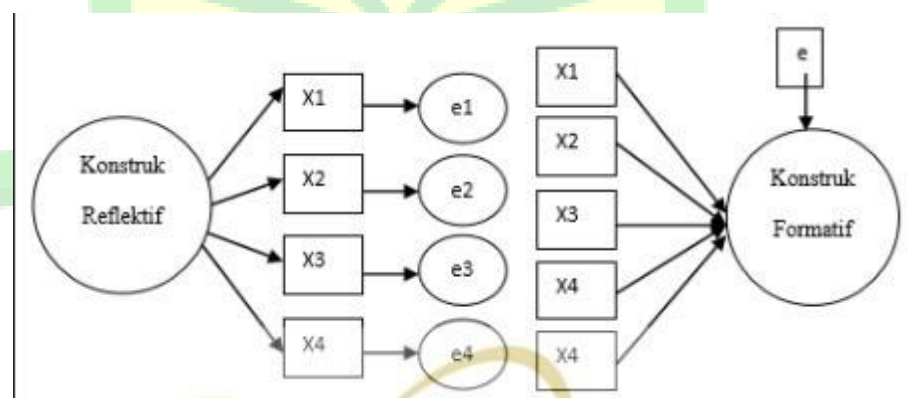 Konstruk
Reflektif
X1
X2
X3
X4
e1
e2
e3
e4
X1
X2
X3
X4
X4
e
Konstruk
Formatif